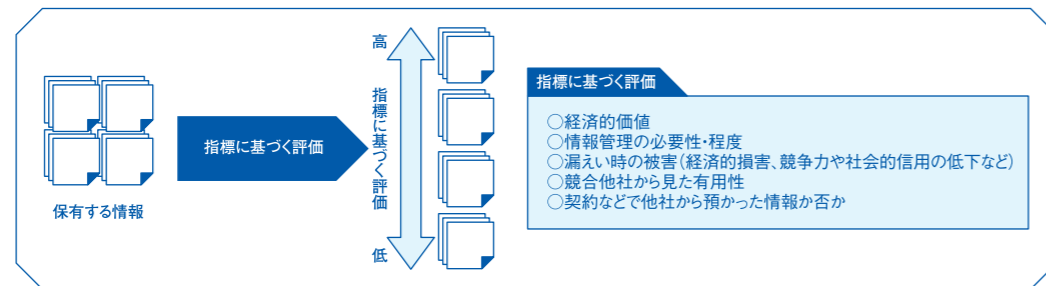 保有する情報
指標に基づく評価
高
指標に基づく評価
低
指標に基づく評価
○経済的価値
○情報管理の必要性・程度
○漏えい時の被害(経済的損害、競争力や社会的信用の低下など)
○競合他社から見た有用性
○契約などで他社から預かった情報か否か